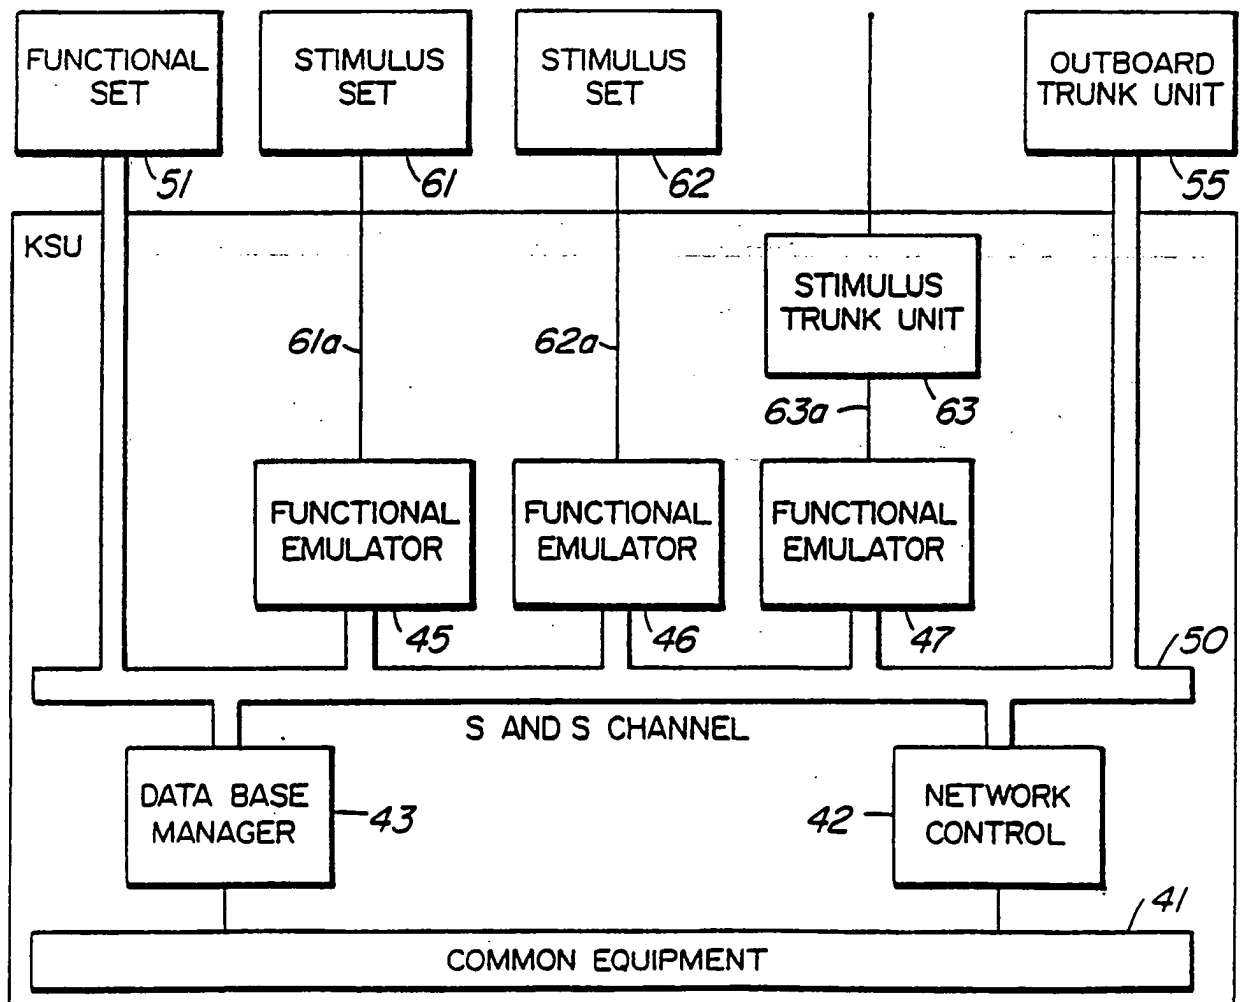 FUNCTIONAL
SET
51
STIMULUS
SET
61
STIMULUS
SET
62
OUTBOARD
TRUNK UNIT
55
KSU
STIMULUS
TRUNK UNIT
63
61a
62a
63a
FUNCTIONAL
EMULATOR
45
FUNCTIONAL
EMULATOR
46
FUNCTIONAL
EMULATOR
47
50
S AND S CHANNEL
DATA BASE
MANAGER
43
42
NETWORK
CONTROL
41
COMMON EQUIPMENT